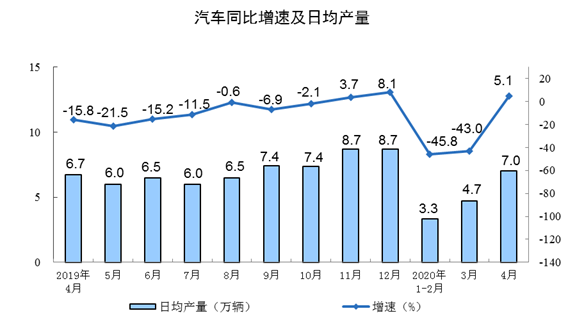 汽车同比增速及日均产量
15
10
5
0
20
0
-20
-40
-60
-80
-100
-120
-140
-15.8
-21.5
-15.2
-11.5
-0.6
-6.9
-2.1
3.7
8.1
-45.8
-43.0
5.1
6.7
6.0
6.5
6.0
6.5
7.4
7.4
8.7
8.7
3.3
4.7
7.0
2019年
4月
5月
6月
7月
8月
9月
10月
11月
12月
2020年
1-2月
3月
4月
日均产量（万辆）
增速（%）